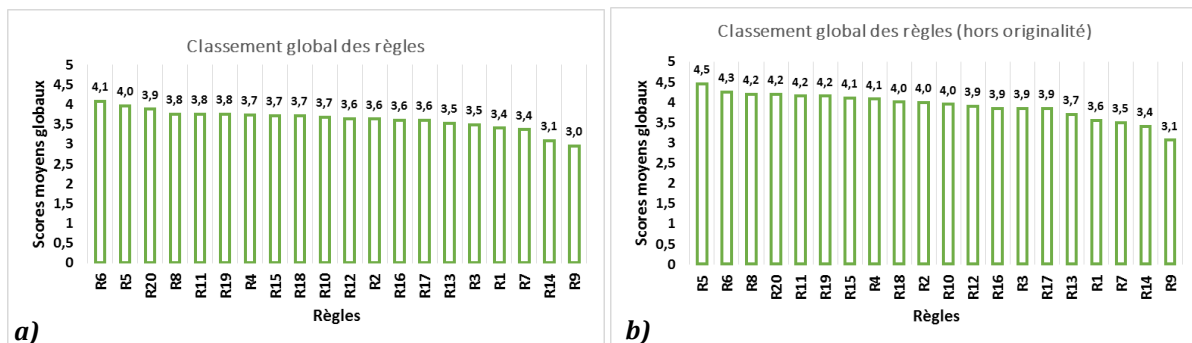 Classement global des règles
Scores moyens globaux
5
4,5
4
3,5
3
2,5
2
1,5
1
0,5
0
4,1 4,0 3,9 3,8 3,8 3,8 3,7 3,7 3,7 3,7 3,6 3,6 3,6 3,6 3,5 3,5 3,4 3,4 3,1 3,0
R6 R5 R20 R8 R11 R19 R4 R15 R18 R10 R12 R2 R16 R17 R13 R3 R1 R7 R14 R9
Règles
a)
Classement global des règles (hors originalité)
Scores moyens globaux
5
4,5
4
3,5
3
2,5
2
1,5
1
0,5
0
4,5 4,3 4,2 4,2 4,2 4,2 4,1 4,1 4,0 4,0 4,0 3,9 3,9 3,9 3,9 3,7 3,6 3,5 3,4 3,1
R5 R6 R8 R20 R11 R19 R15 R4 R18 R2 R10 R12 R16 R3 R17 R13 R1 R7 R14 R9
Règles
b)